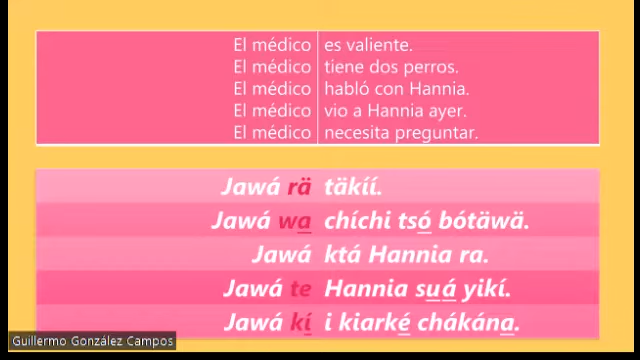 El médico es valiente.
El médico tiene dos perros.
El médico habló con Hannia.
El médico vio a Hannia ayer.
El médico necesita preguntar.
Jawá rä täkíí.
Jawá wa̱ chíchi tsó̱ bótäwä.
Jawá ktá Hannia ra.
Jawá te Hannia su̱á̱ yikí.
Jawá kí̱ i kiarké̱ chákána̱.
Guillermo González Campos